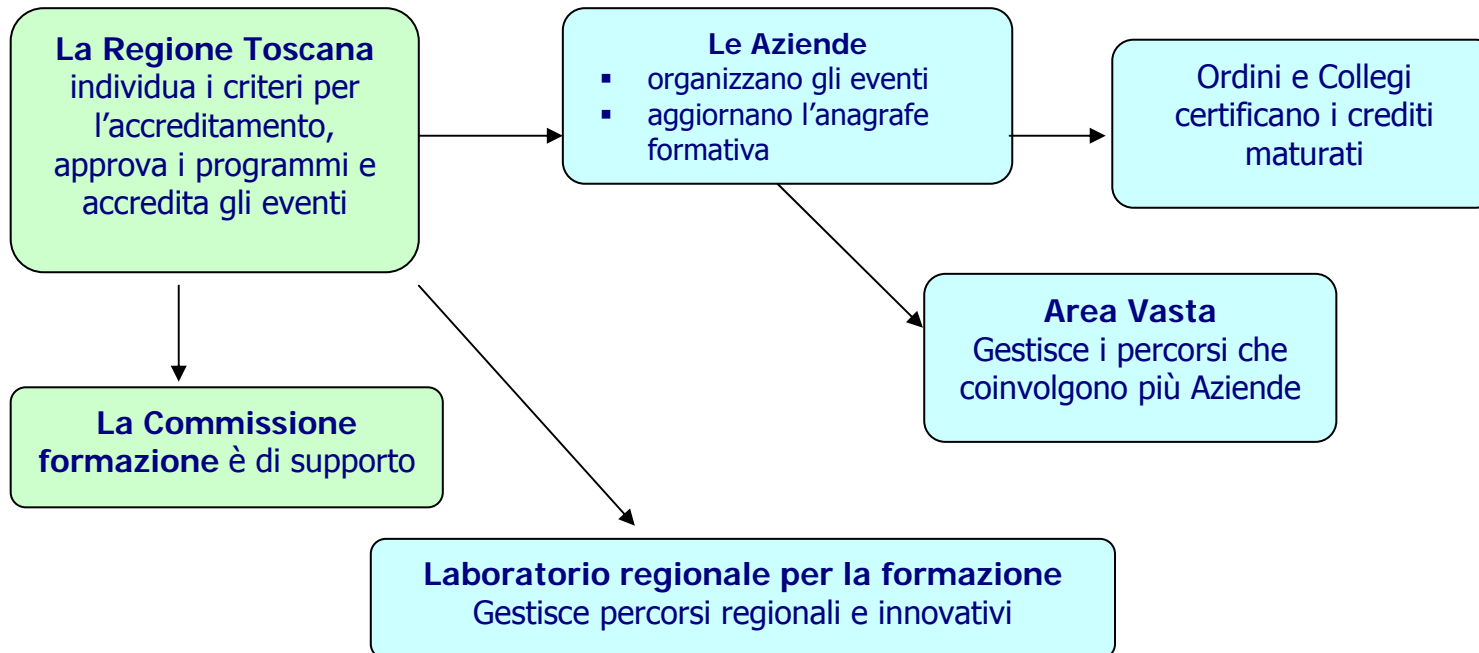 La Regione Toscana
individua i criteri per
l’accreditamento,
approva i programmi e
accredita gli eventi
Le Aziende
▪ organizzano gli eventi
▪ aggiornano l’anagrafe
formativa
Ordini e Collegi
certificano i crediti
maturati
Area Vasta
Gestisce i percorsi che
coinvolgono più Aziende
La Commissione
formazione è di supporto
Laboratorio regionale per la formazione
Gestisce percorsi regionali e innovativi